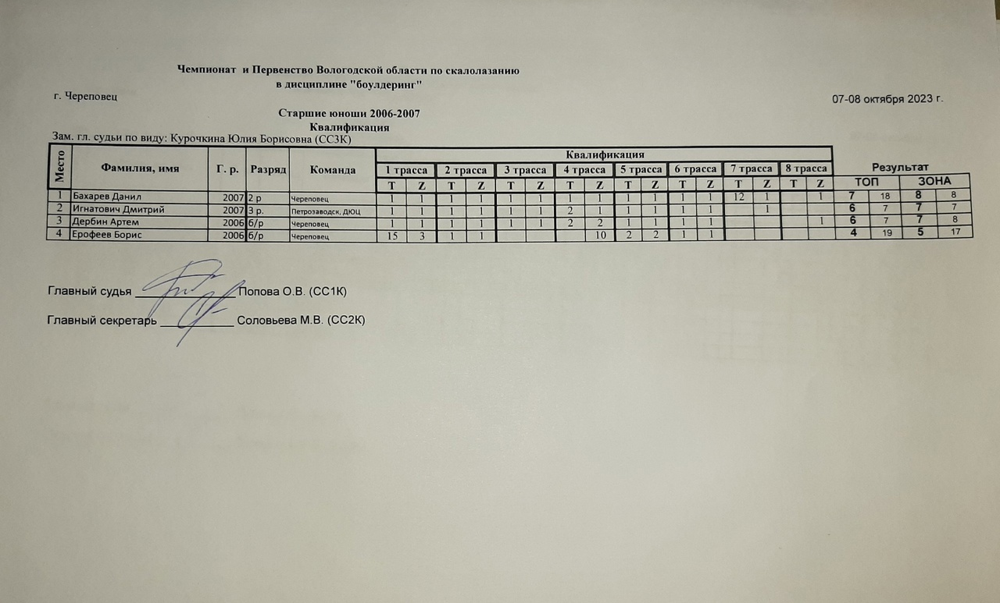 Чемпионат и Первенство Вологодской области по скалолазанию
в дисциплине "боулдеринг"
г. Череповец 07-08 октября 2023 г.
Старшие юноши 2006-2007
Квалификация
Зам. гл. судьи по виду: Курочкина Юлия Борисовна (СС3К)
Место Фамилия, имя Г. р. Разряд Команда Квалификация Результат
1 трасса 2 трасса 3 трасса 4 трасса 5 трасса 6 трасса 7 трасса 8 трасса ТОП ЗОНА
T Z T Z T Z T Z T Z T Z T Z T Z
1 Бахарев Данил 2007 2 р Череповец 1 1 1 1 1 1 1 1 1 1 1 1 12 1 1 7 18 8 8
2 Игнатович Дмитрий 2007 3 р. Петрозаводск, ДЮЦ 1 1 1 1 1 1 2 1 1 1 1 1 1 6 7 7 7
3 Дербин Артем 2006 б/р Череповец 1 1 1 1 1 1 2 2 1 1 1 1 1 6 7 7 8
4 Ерофеев Борис 2006 б/р Череповец 15 3 1 1 10 2 2 1 1 4 19 5 17
Главный судья Попова О.В. (СС1К)
Главный секретарь Соловьева М.В. (СС2К)